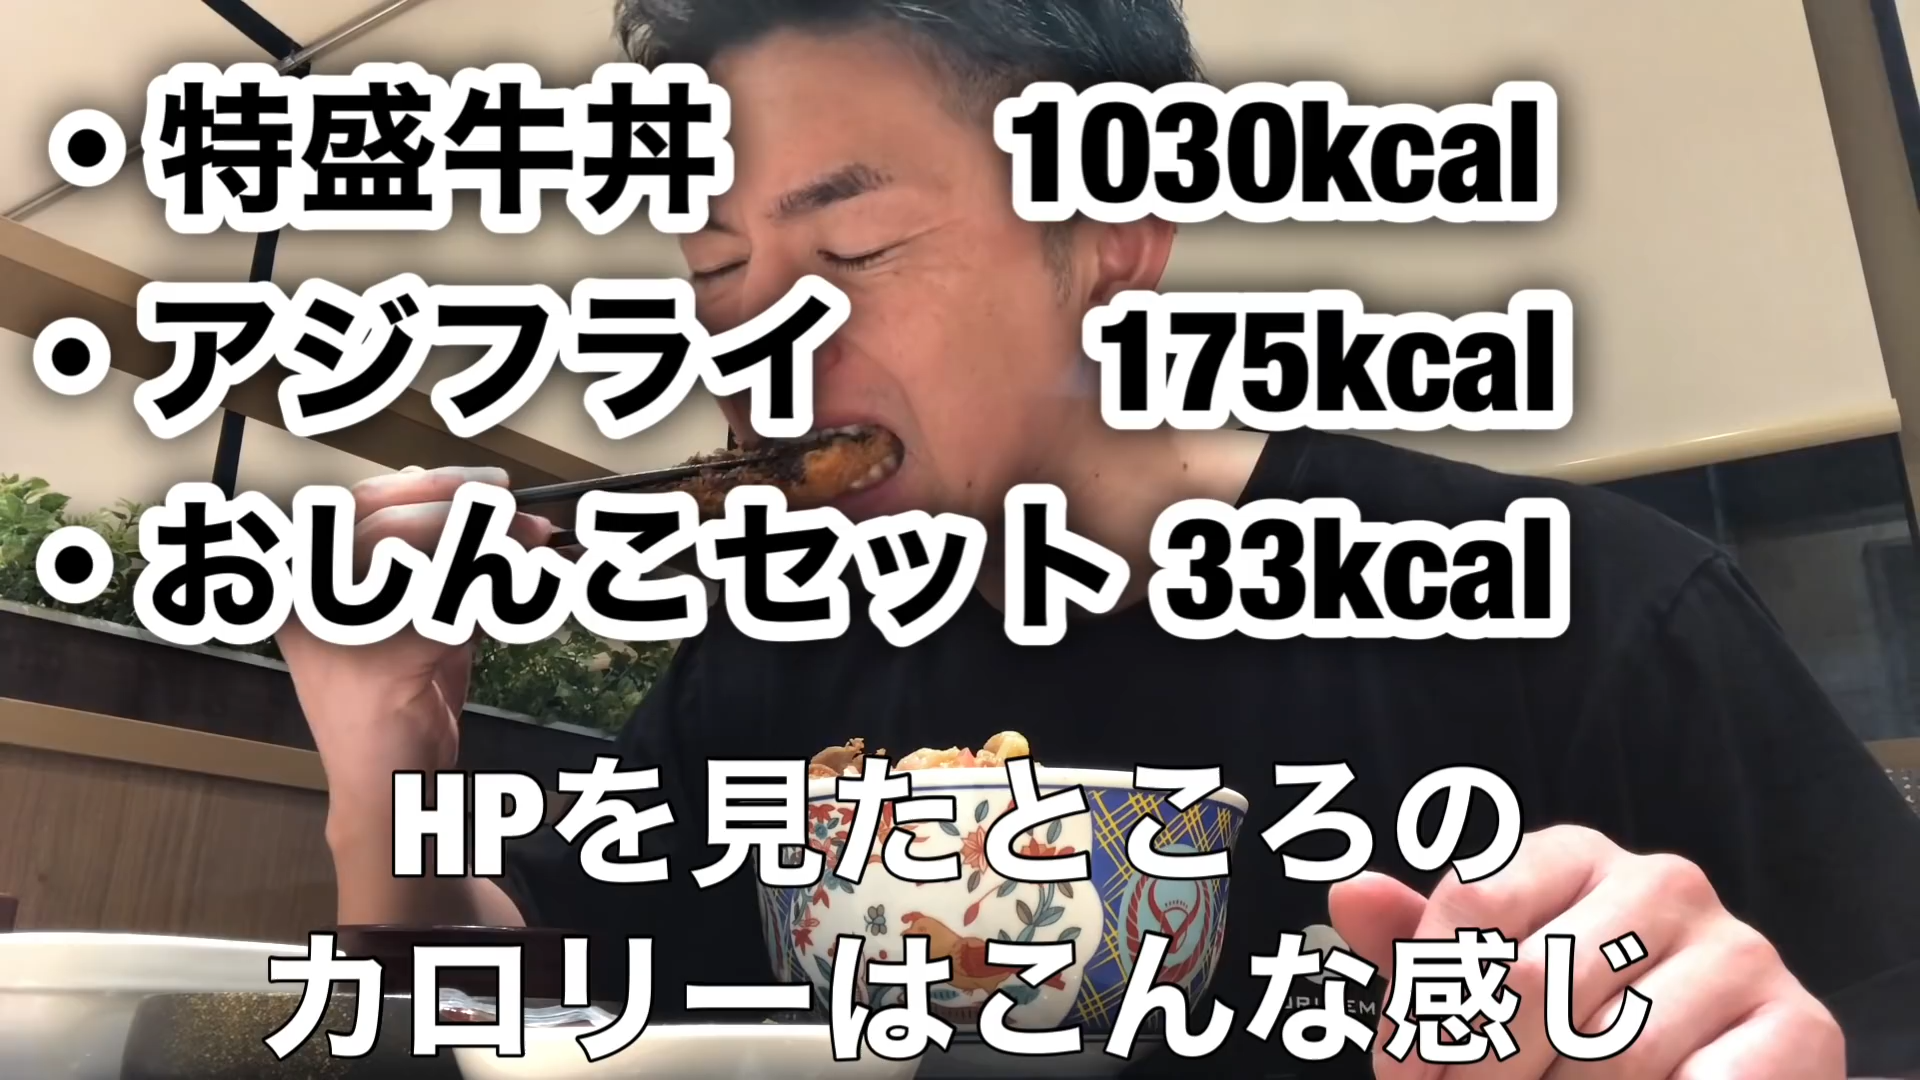 ・特盛牛丼 1030kcal
・アジフライ 175kcal
・おしんこセット 33kcal
HPを見たところの
カロリーはこんな感じ